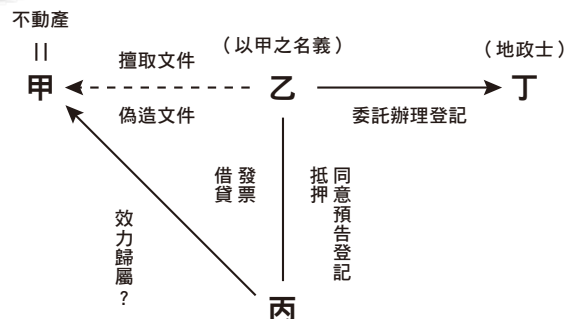 不動產
||
甲
擅取文件
偽造文件
（以甲之名義）
乙
委託辦理登記
（地政士）
丁
借貸
發票
抵押
同意預告登記
效力歸屬？
丙